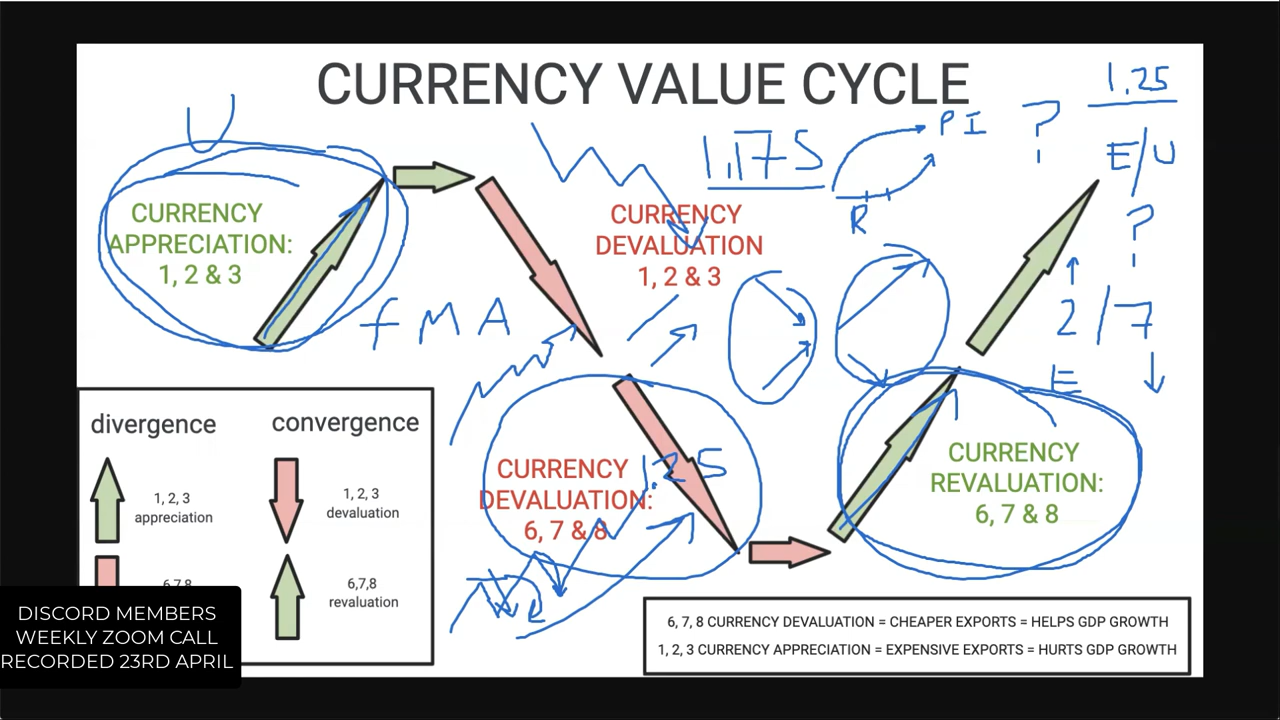 CURRENCY VALUE CYCLE
1.25
U
1.175
PI
?
E/U
R
?
CURRENCY
APPRECIATION:
1, 2 & 3
CURRENCY
DEVALUATION
1, 2 & 3
f M A
2/7
E
divergence
convergence
1, 2, 3
appreciation
1, 2, 3
devaluation
6,7,8
6,7,8
revaluation
CURRENCY
DEVALUATION:
6, 7 & 8
1.25
CURRENCY
REVALUATION:
6, 7 & 8
DISCORD MEMBERS
WEEKLY ZOOM CALL
RECORDED 23RD APRIL
6, 7, 8 CURRENCY DEVALUATION = CHEAPER EXPORTS = HELPS GDP GROWTH
1, 2, 3 CURRENCY APPRECIATION = EXPENSIVE EXPORTS = HURTS GDP GROWTH